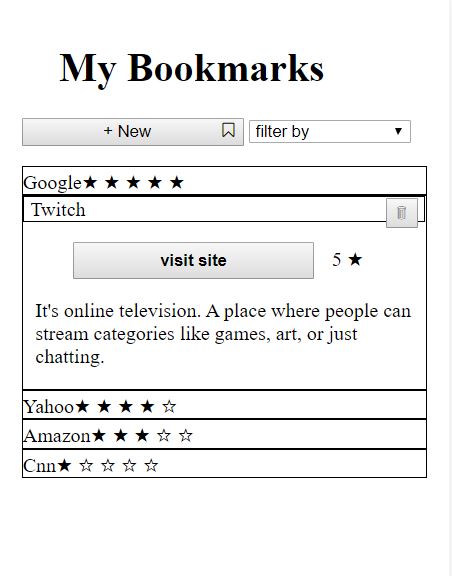 My Bookmarks
+ New
filter by
Google★ ★ ★ ★ ★
Twitch
visit site
5 ★
It's online television. A place where people can
stream categories like games, art, or just
chatting.
Yahoo★ ★ ★ ★ ☆
Amazon★ ★ ★ ☆ ☆
Cnn★ ☆ ☆ ☆ ☆